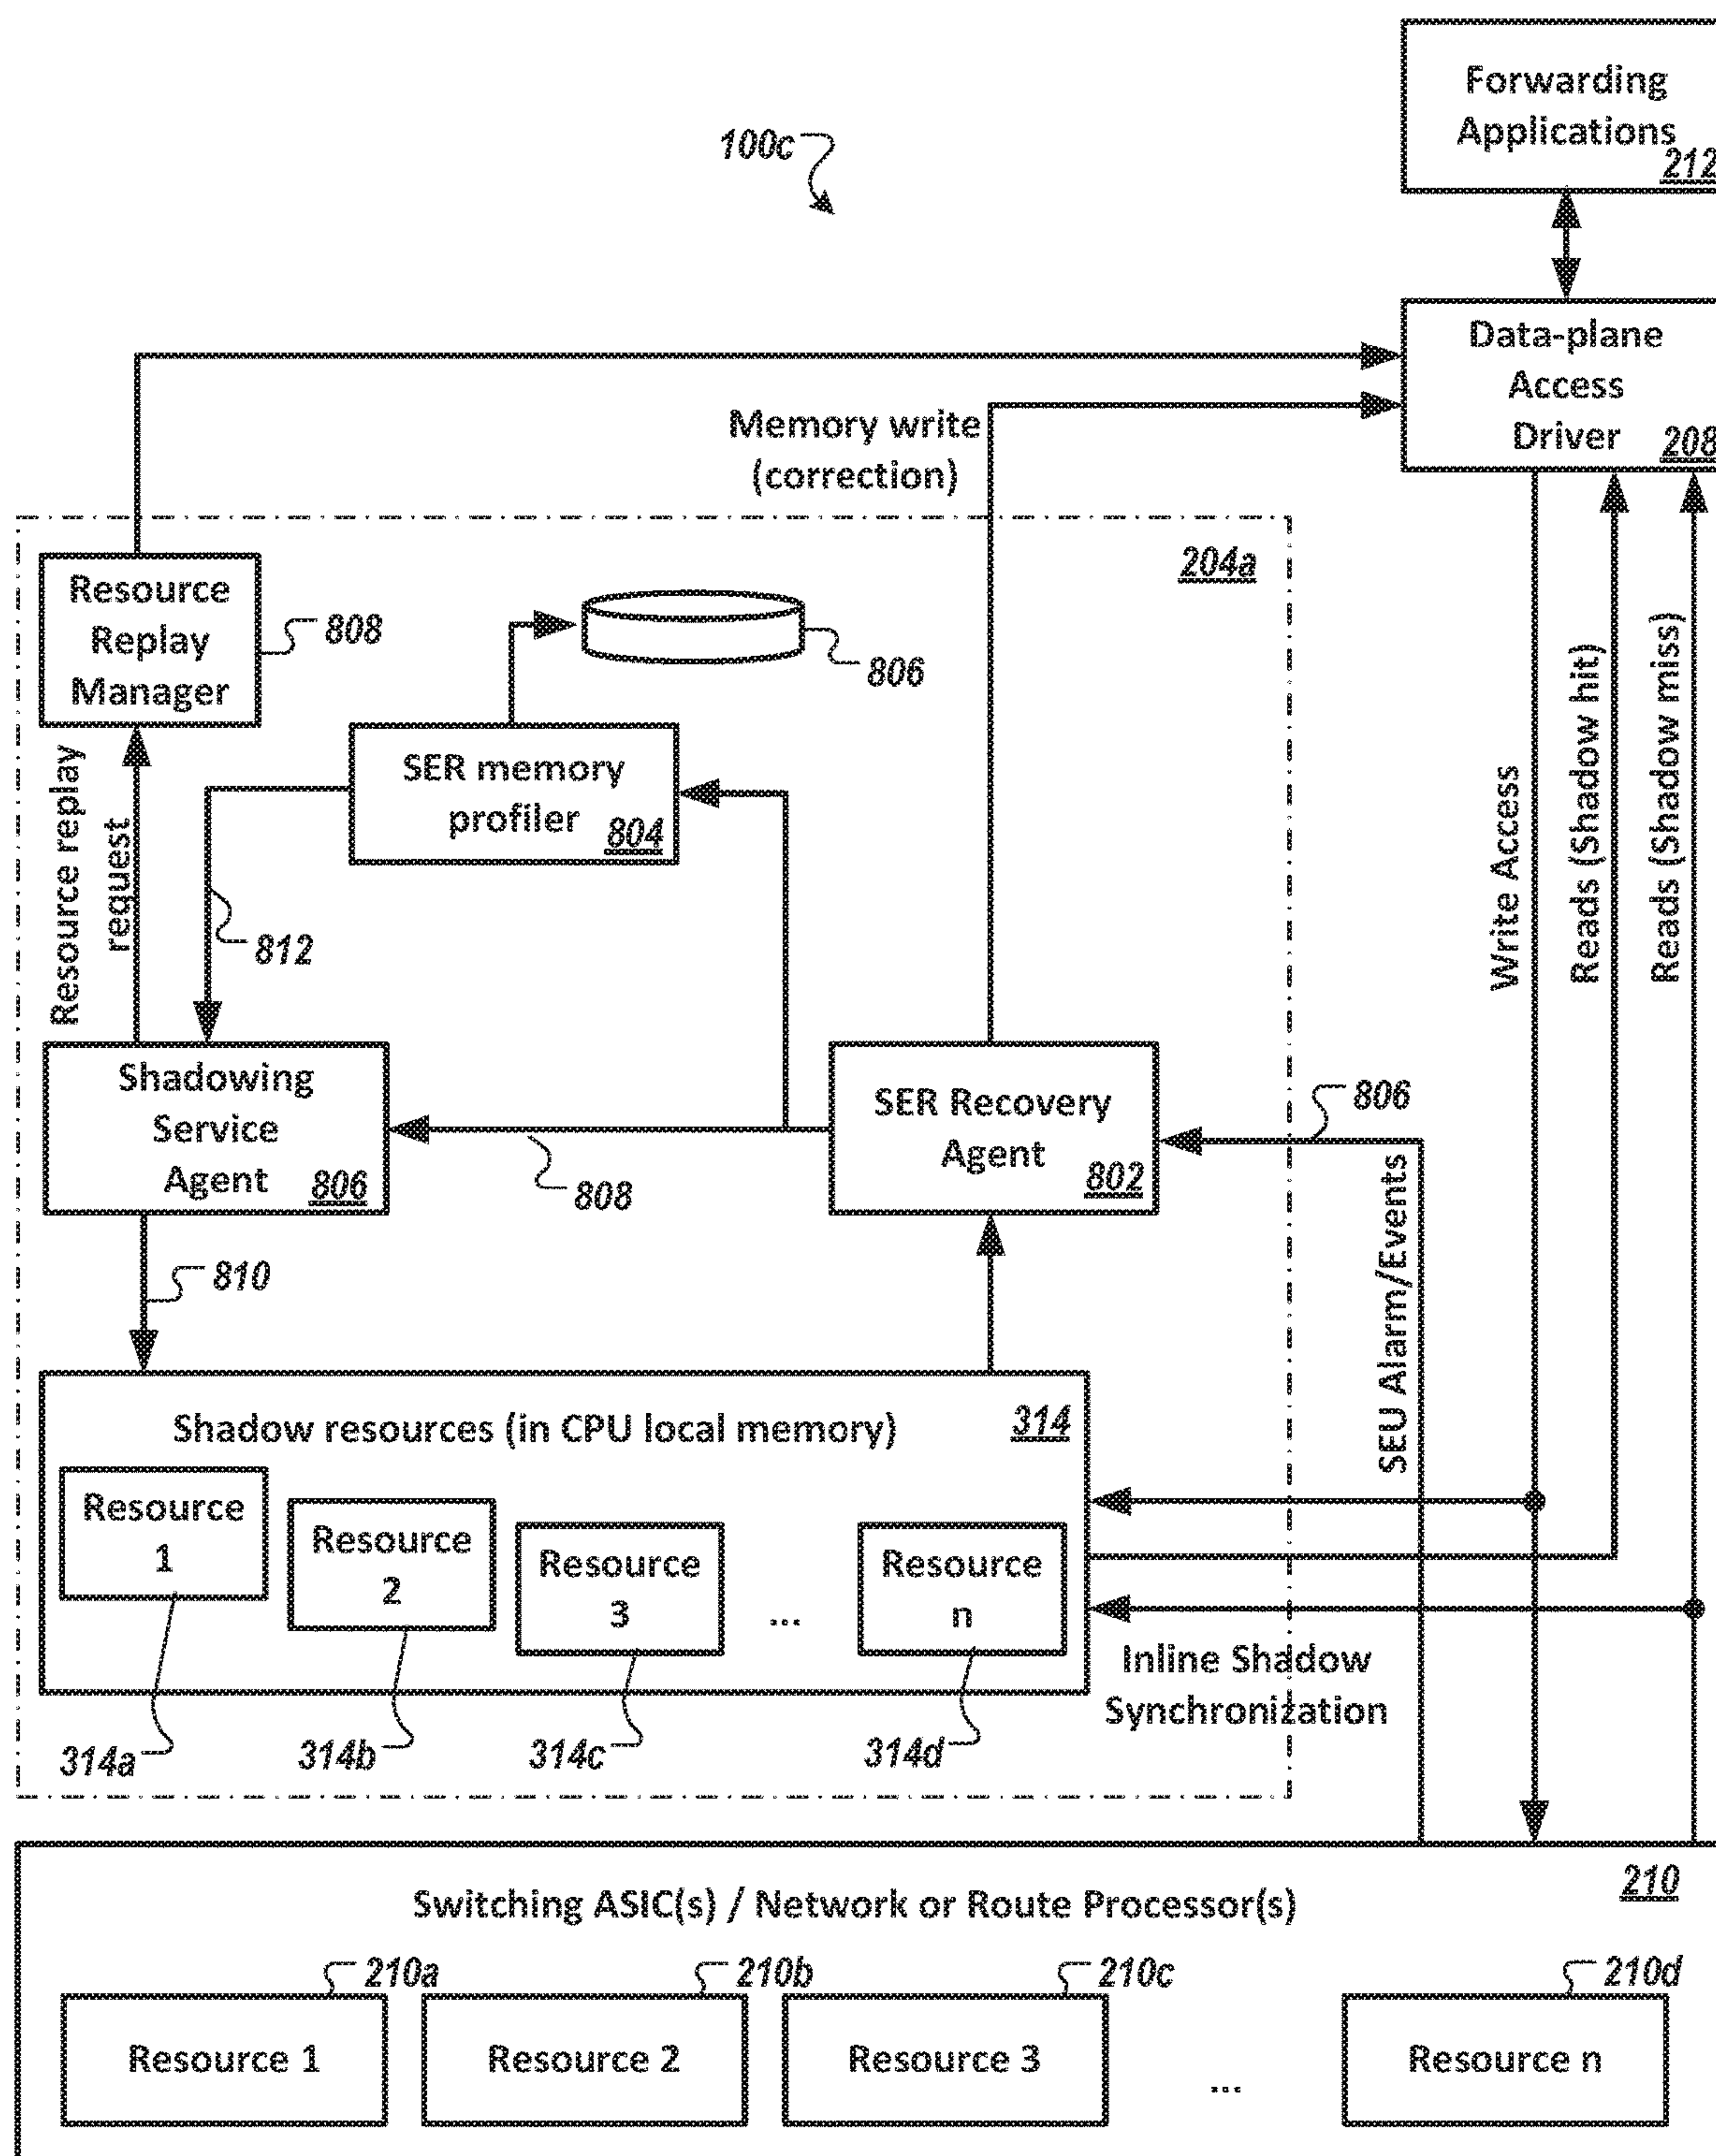 Forwarding
Applications
212
100c
Data-plane
Access
Driver
208
Memory write
(correction)
204a
Resource
Replay
Manager
808
806
SER memory
profiler
804
Resource replay
request
812
Write Access
Reads (Shadow hit)
Reads (Shadow miss)
Shadowing
Service
Agent
806
808
SER Recovery
Agent
802
806
SEU Alarm/Events
810
Shadow resources (in CPU local memory)
314
Resource
1
Resource
2
Resource
3
...
Resource
n
Inline Shadow
Synchronization
314a
314b
314c
314d
210
Switching ASIC(s) / Network or Route Processor(s)
210a
210b
210c
210d
Resource 1
Resource 2
Resource 3
...
Resource n